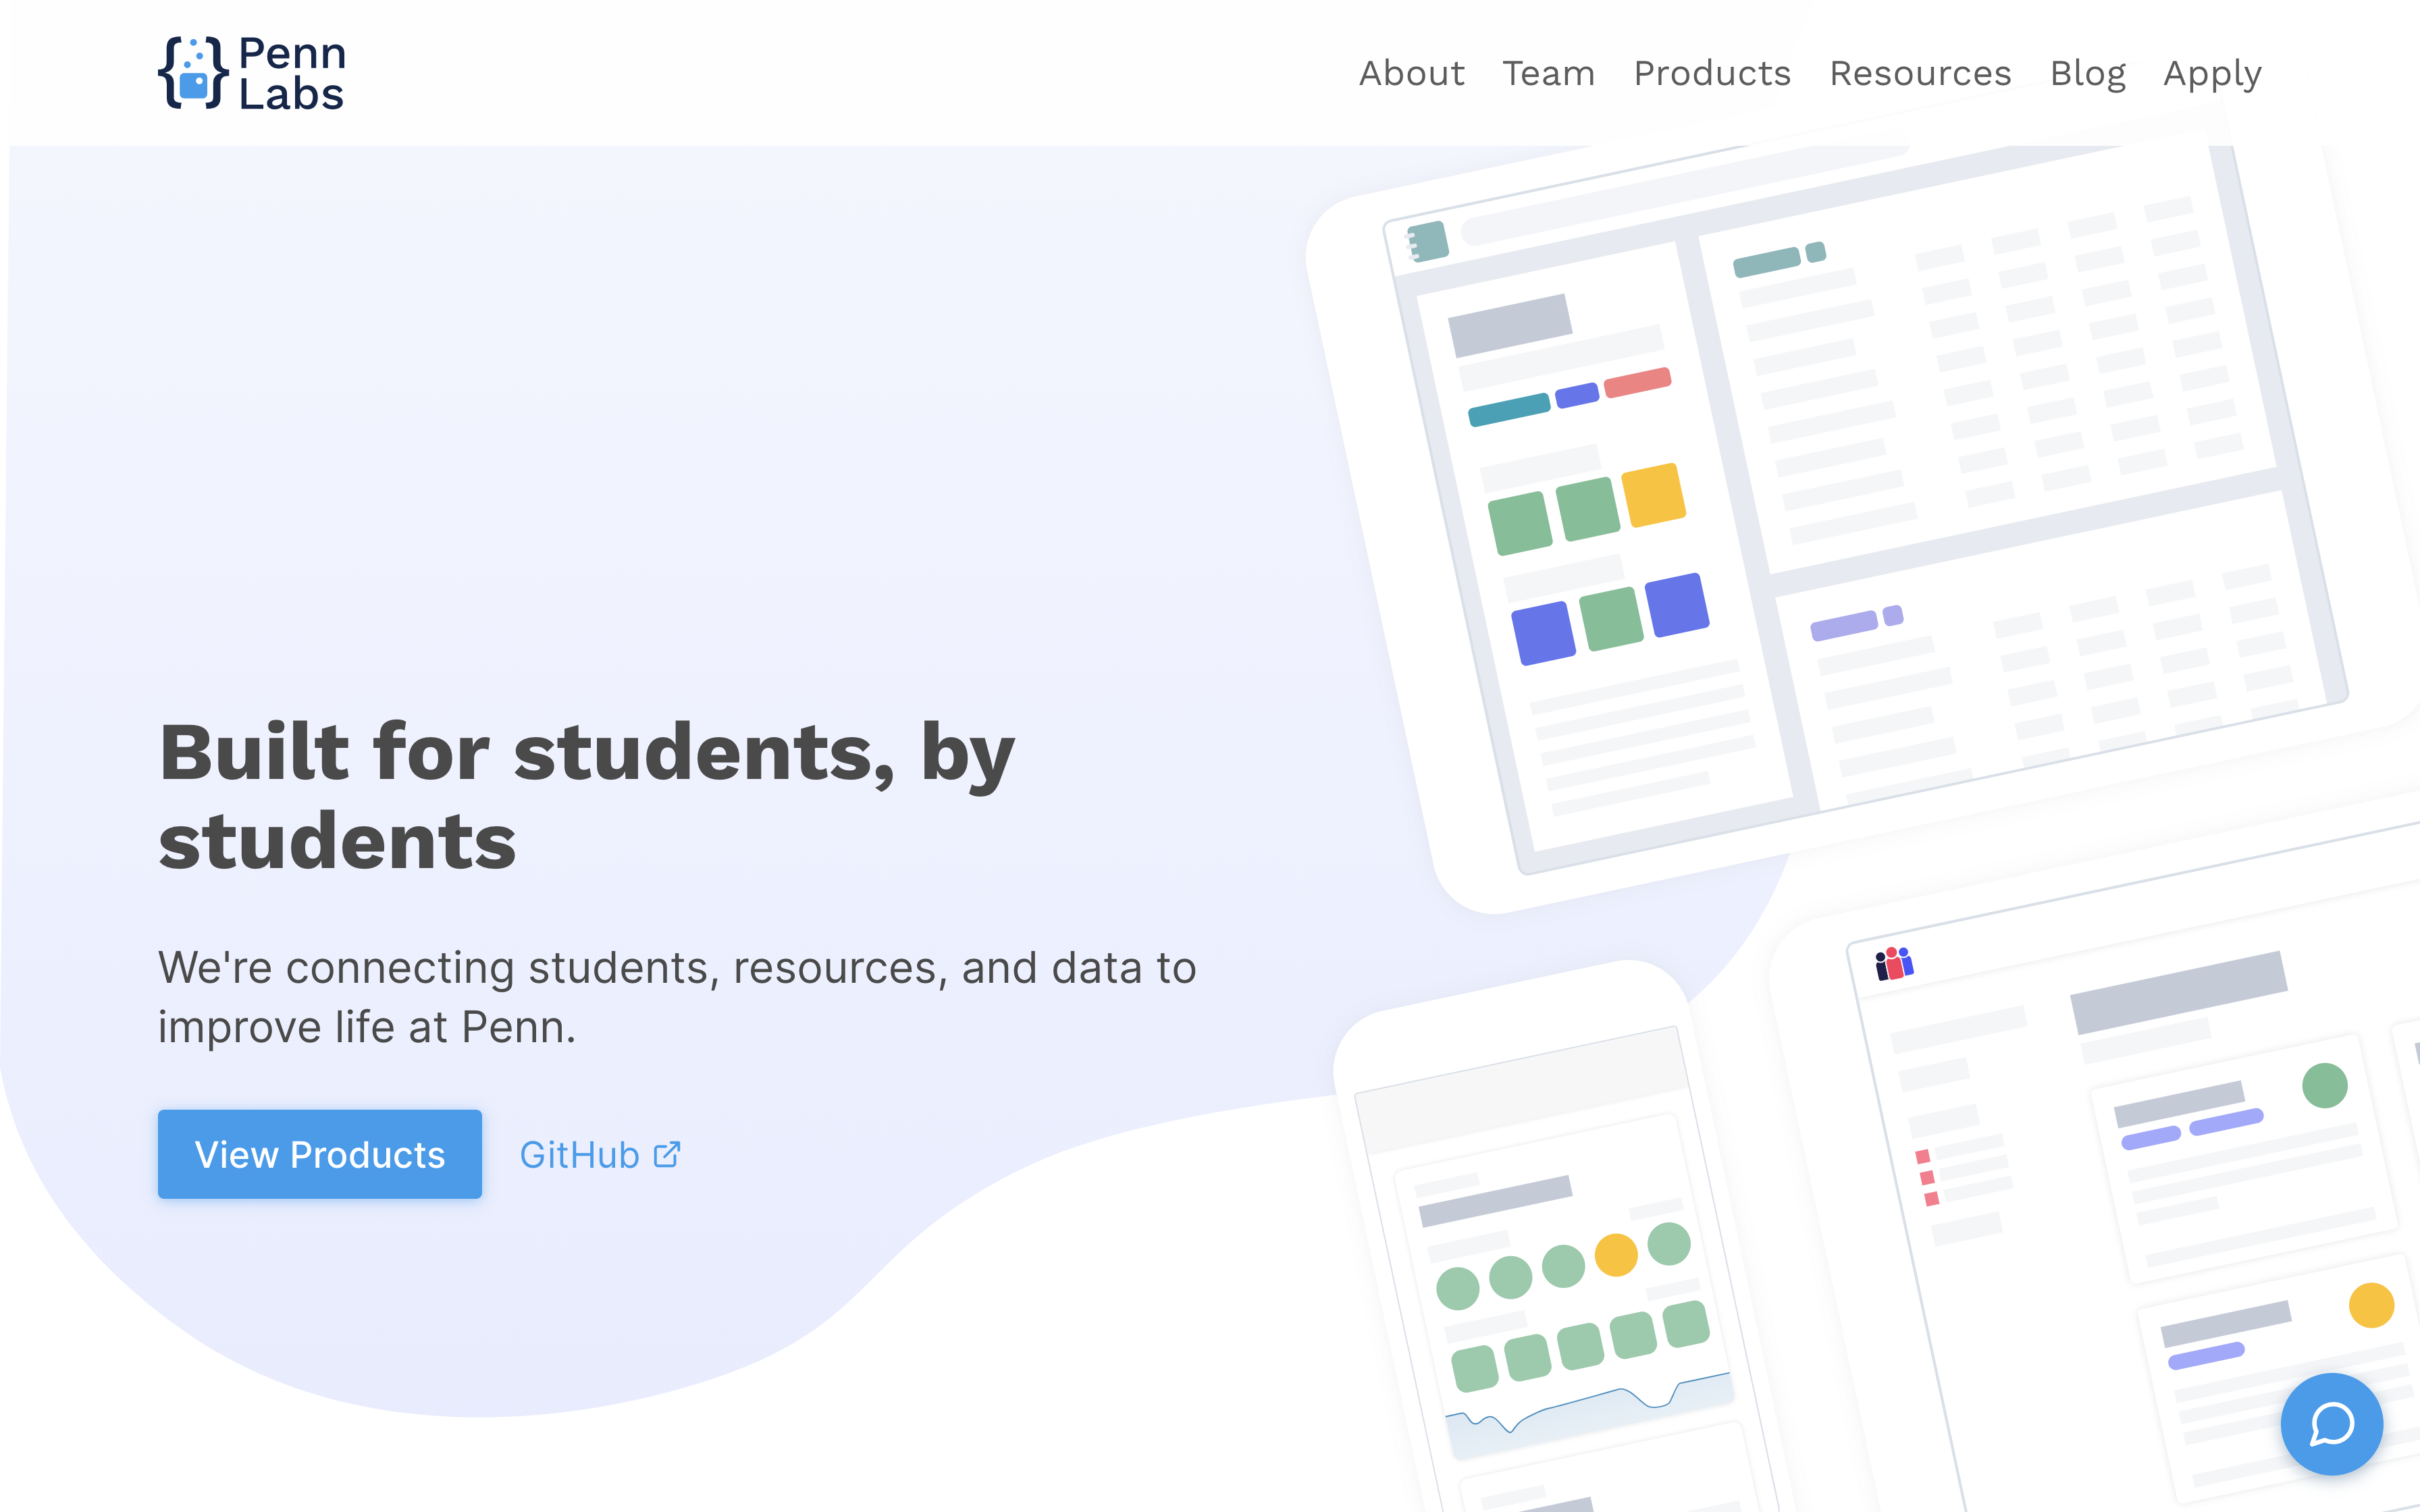 Penn
Labs
About Team Products Resources Blog Apply
Built for students, by
students
We're connecting students, resources, and data to
improve life at Penn.
View Products GitHub